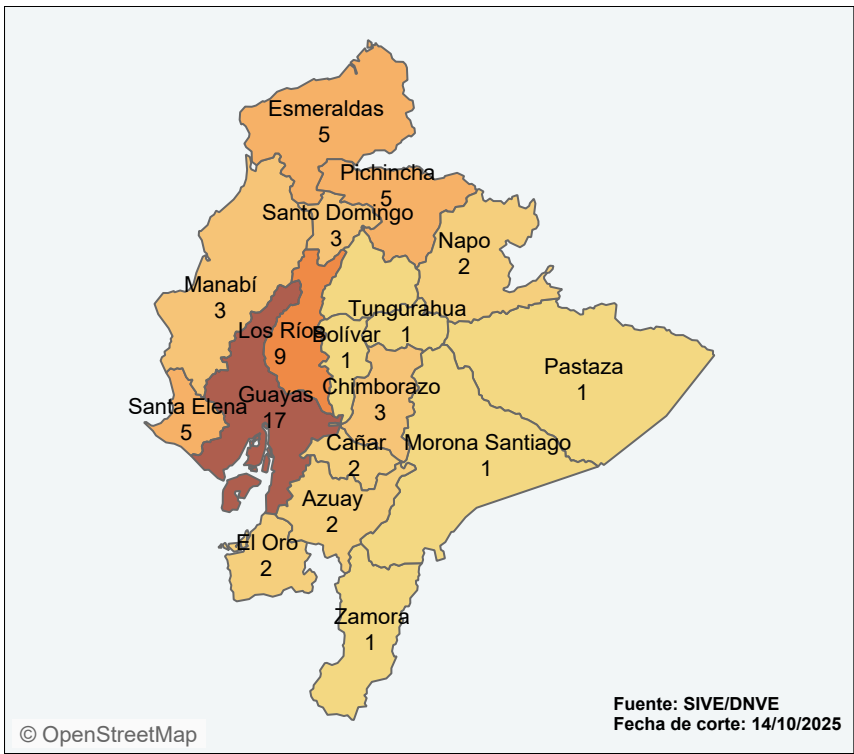 Esmeraldas
5
Pichincha
5
Santo Domingo
3
Napo
2
Manabí
3
Tungurahua
1
Los Ríos
9
Bolívar
1
Pastaza
1
Chimborazo
3
Guayas
17
Santa Elena
5
Cañar
2
Morona Santiago
1
Azuay
2
El Oro
2
Zamora
1
Fuente: SIVE/DNVE
Fecha de corte: 14/10/2025
© OpenStreetMap